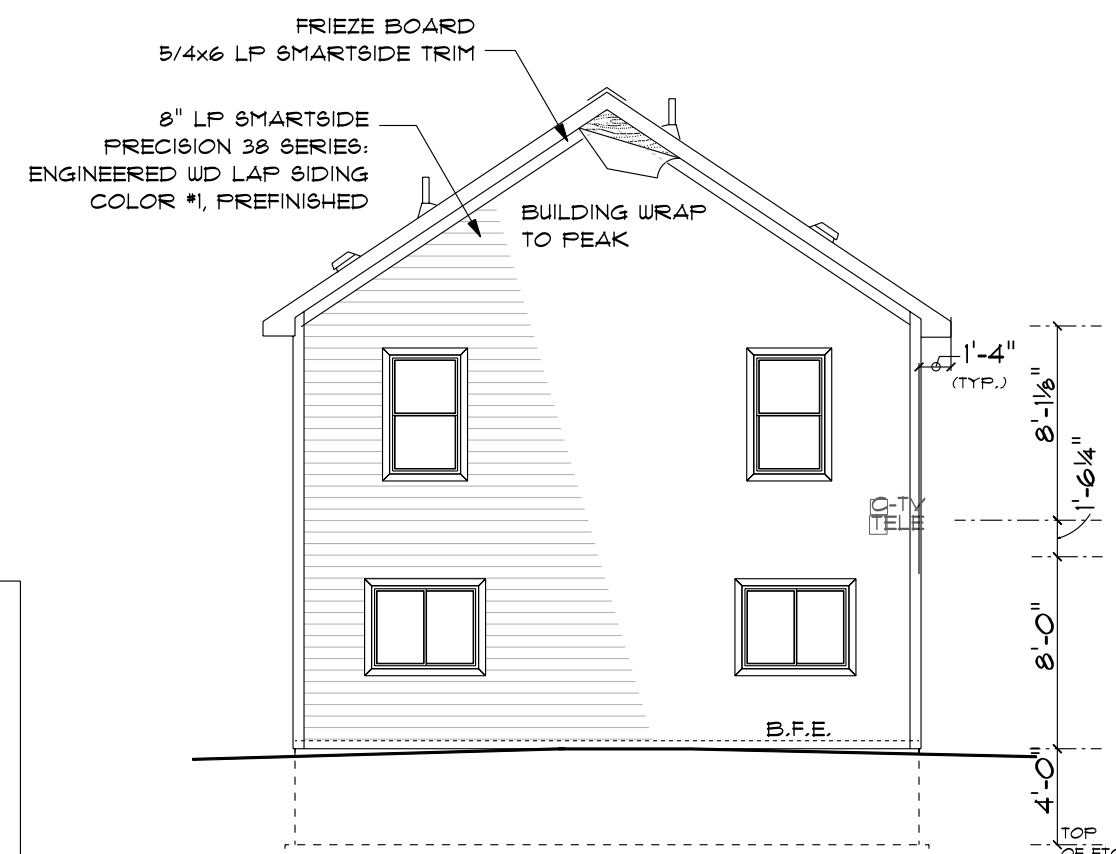 FRIEZE BOARD
5/4x6 LP SMARTSIDE TRIM
8" LP SMARTSIDE
PRECISION 38 SERIES:
ENGINEERED WD LAP SIDING
COLOR #1, PREFINISHED
BUILDING WRAP
TO PEAK
1'-4"
(TYP.)
8'-1⅛"
1'-6¼"
C-TV
TELE
8'-0"
B.F.E.
4'-0"
TOP
OF FTG